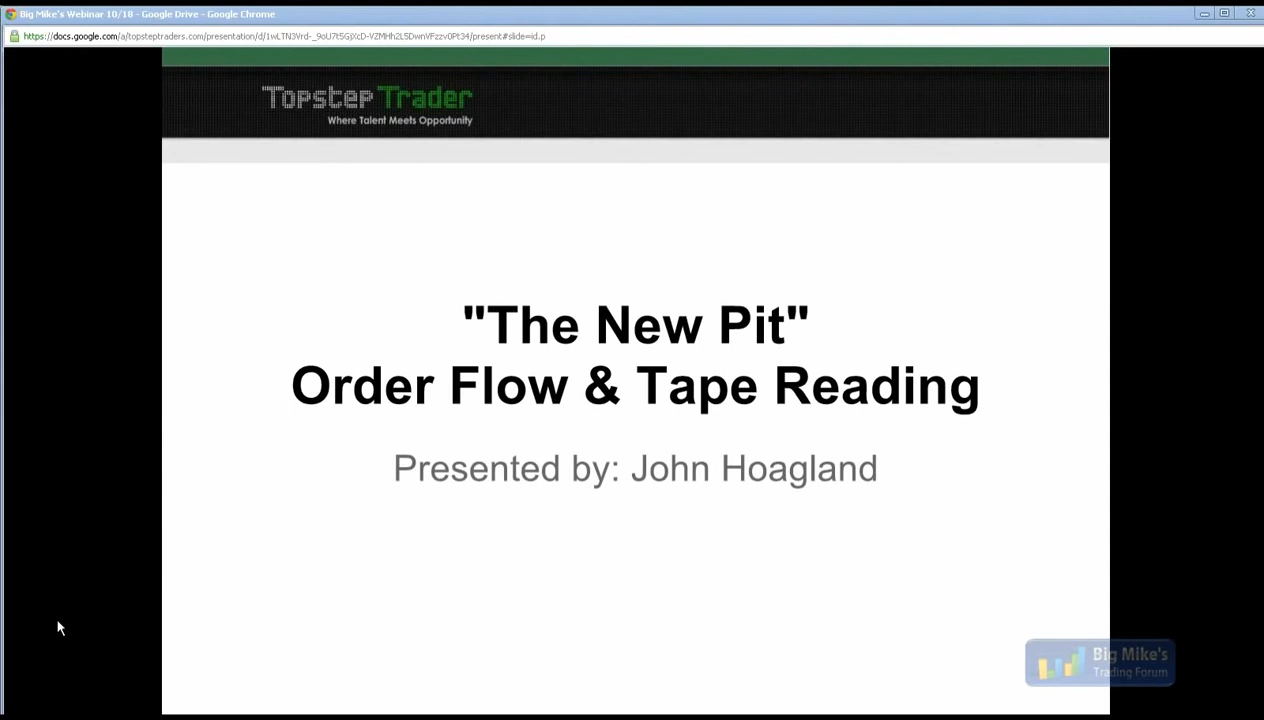 Big Mike's Webinar 10/10 - Google Drive - Google Chrome
Topstep Trader
Where Talent Meets Opportunity
"The New Pit"
Order Flow & Tape Reading
Presented by: John Hoagland
Big Mike's
Trading Forum